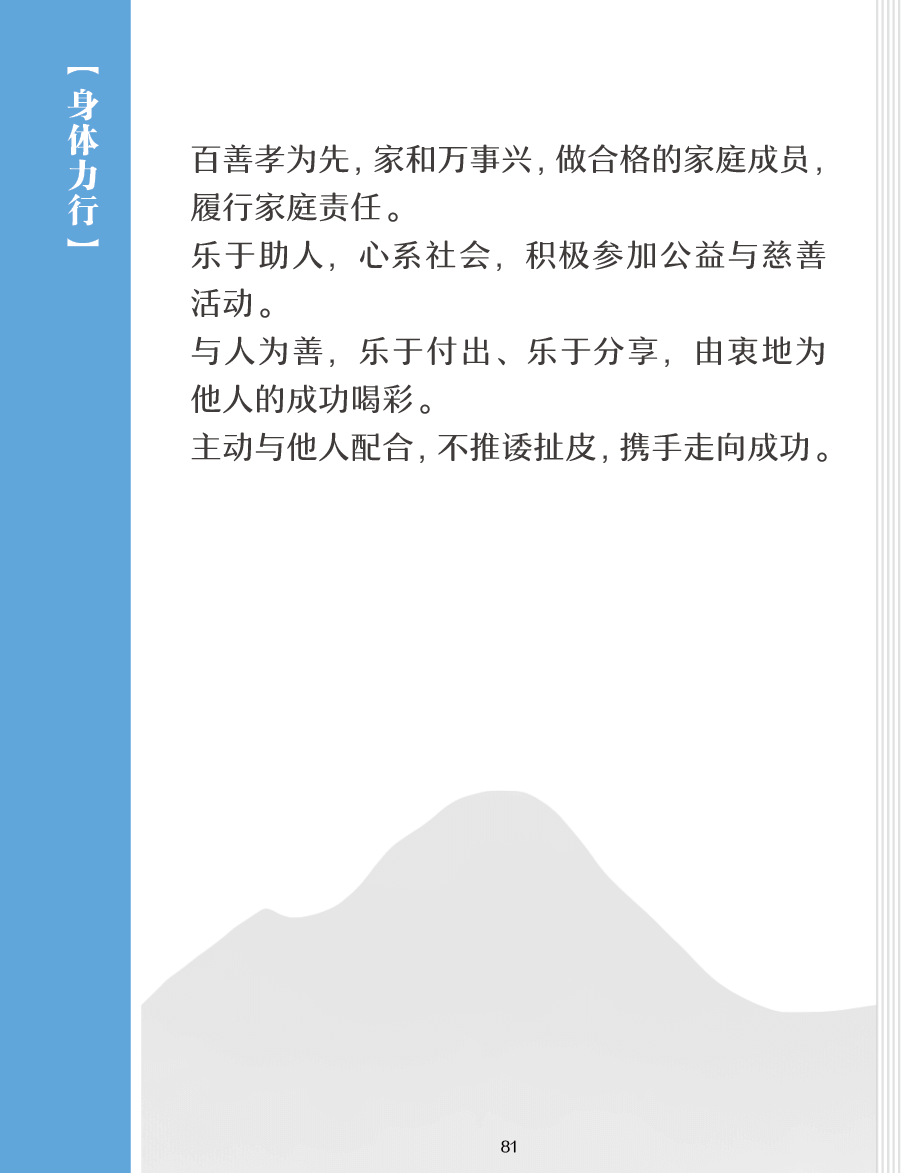 【身体力行】
百善孝为先，家和万事兴，做合格的家庭成员，
履行家庭责任。
乐于助人，心系社会，积极参加公益与慈善
活动。
与人为善，乐于付出、乐于分享，由衷地为
他人的成功喝彩。
主动与他人配合，不推诿扯皮，携手走向成功。
81